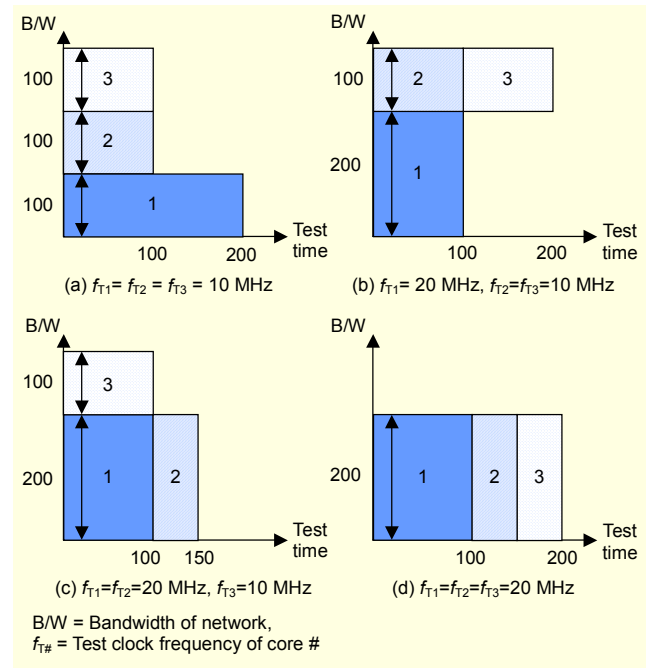 B/W
100
3
100
2
100
1
Test
time
100
200
(a) fT1= fT2 = fT3 = 10 MHz
B/W
100
2
3
200
1
Test
time
100
200
(b) fT1= 20 MHz, fT2=fT3=10 MHz
B/W
100
3
200
1
2
Test
time
100
150
(c) fT1=fT2=20 MHz, fT3=10 MHz
B/W
200
1
2
3
Test
time
100
200
(d) fT1=fT2=fT3=20 MHz
B/W = Bandwidth of network,
fT# = Test clock frequency of core #